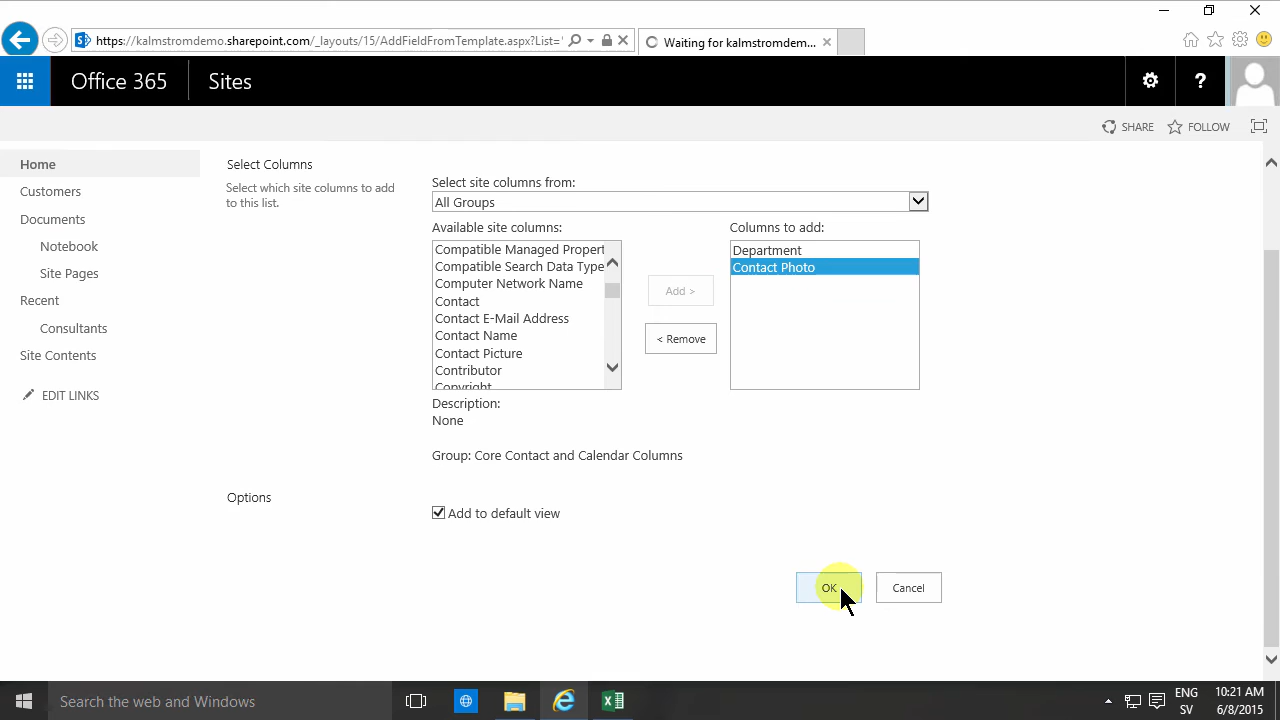 https://kalmstromdemo.sharepoint.com/_layouts/15/AddFieldFromTemplate.aspx?List='
Waiting for kalmstromdem...
Office 365
Sites
?
SHARE
FOLLOW
Home
Customers
Documents
Notebook
Site Pages
Recent
Consultants
Site Contents
EDIT LINKS
Select Columns
Select which site columns to add
to this list.
Select site columns from:
All Groups
Available site columns:
Compatible Managed Propert
Compatible Search Data Type
Computer Network Name
Contact
Contact E-Mail Address
Contact Name
Contact Picture
Contributor
Copyright
Add >
< Remove
Columns to add:
Department
Contact Photo
Description:
None
Group: Core Contact and Calendar Columns
Options
Add to default view
OK
Cancel
Search the web and Windows
ENG
SV
10:21 AM
6/8/2015